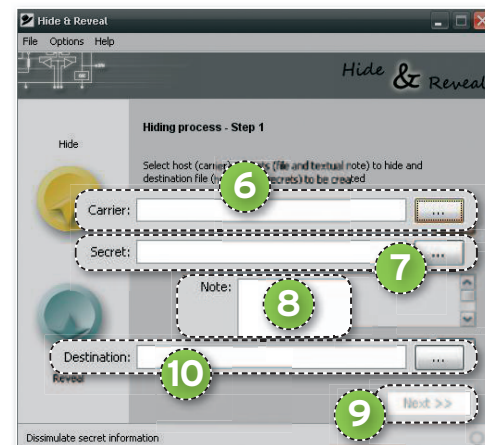 Hide & Reveal
File Options Help
Hide & Reveal
Hide
Hiding process - Step 1
Select host (carrier) (file and textual note) to hide and
destination file secrets) to be created
6
Carrier: ...
Secret: ...
7
Note:
8
Destination: ...
10
Reveal
9
Next >>
Dissimulate secret information